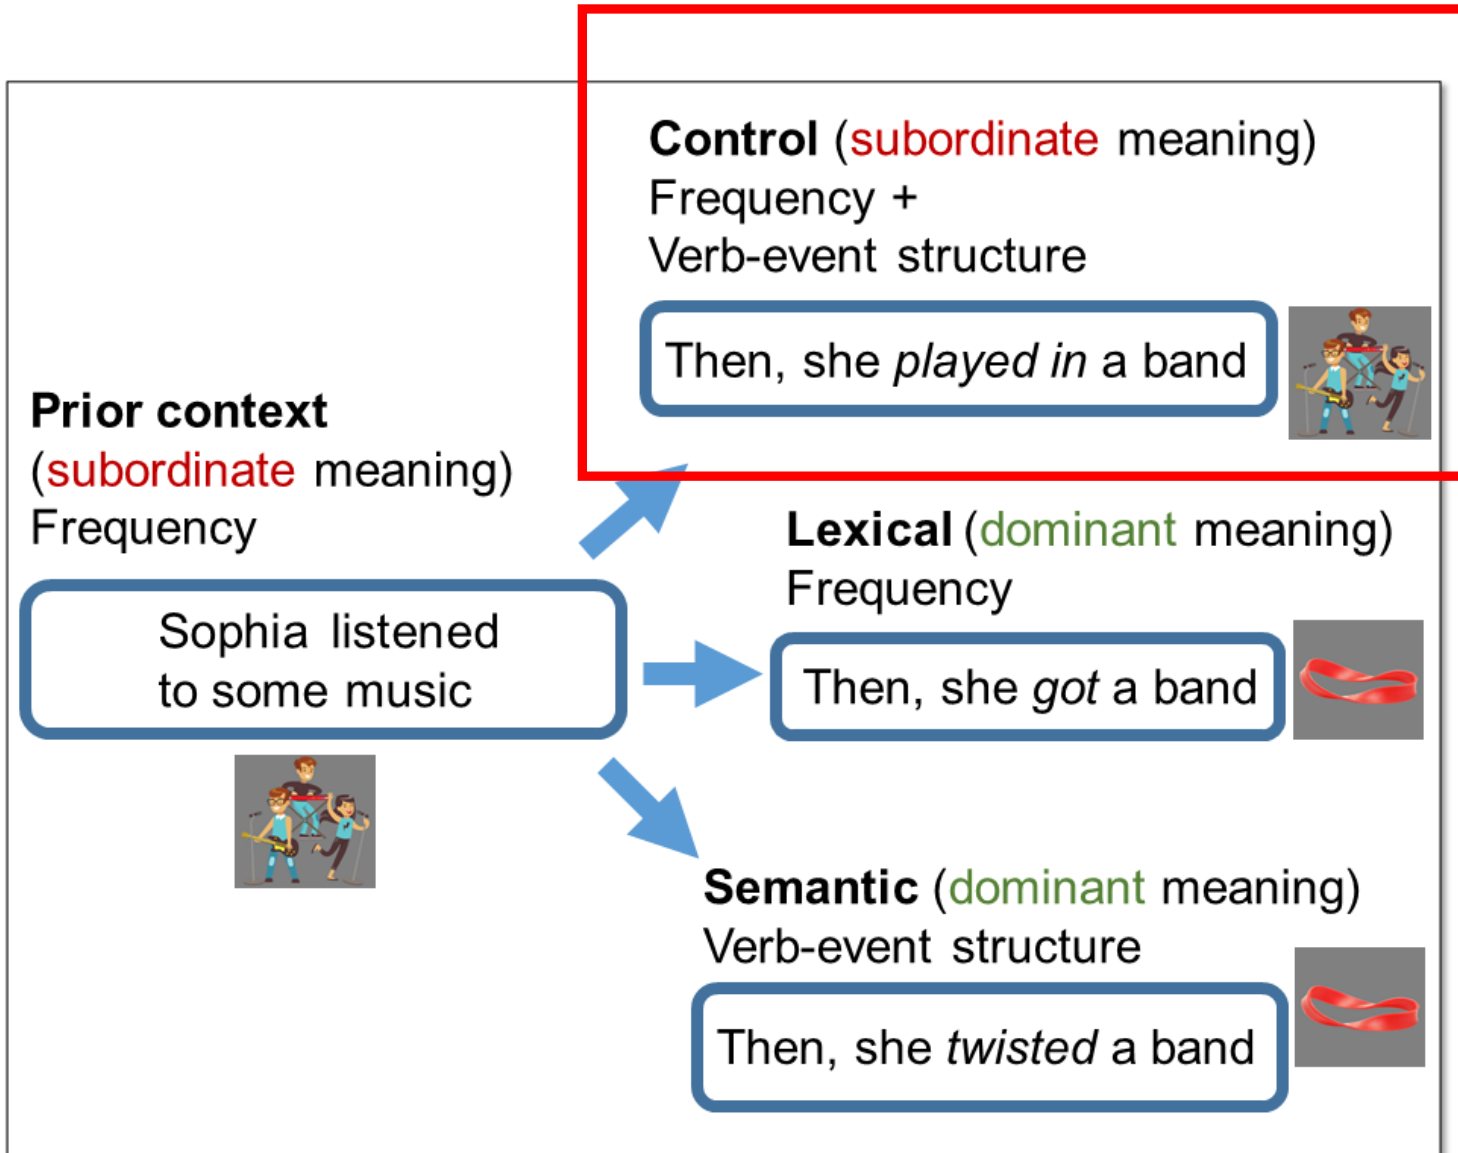 Control (subordinate meaning)
Frequency +
Verb-event structure
Then, she played in a band
Prior context
(subordinate meaning)
Frequency
Sophia listened
to some music
Lexical (dominant meaning)
Frequency
Then, she got a band
Semantic (dominant meaning)
Verb-event structure
Then, she twisted a band